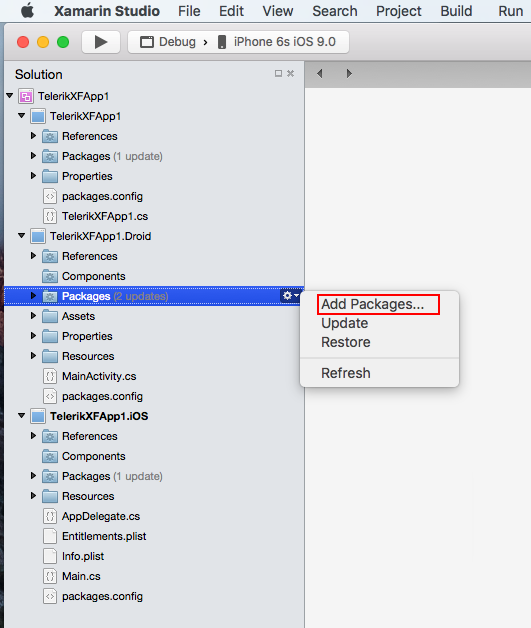 Xamarin Studio File Edit View Search Project Build Run
Debug › iPhone 6s iOS 9.0
Solution
TelerikXFApp1
TelerikXFApp1
References
Packages (1 update)
Properties
packages.config
TelerikXFApp1.cs
TelerikXFApp1.Droid
References
Components
Packages (2 updates)
Add Packages...
Update
Restore
Refresh
Assets
Properties
Resources
MainActivity.cs
packages.config
TelerikXFApp1.iOS
References
Components
Packages (1 update)
Resources
AppDelegate.cs
Entitlements.plist
Info.plist
Main.cs
packages.config